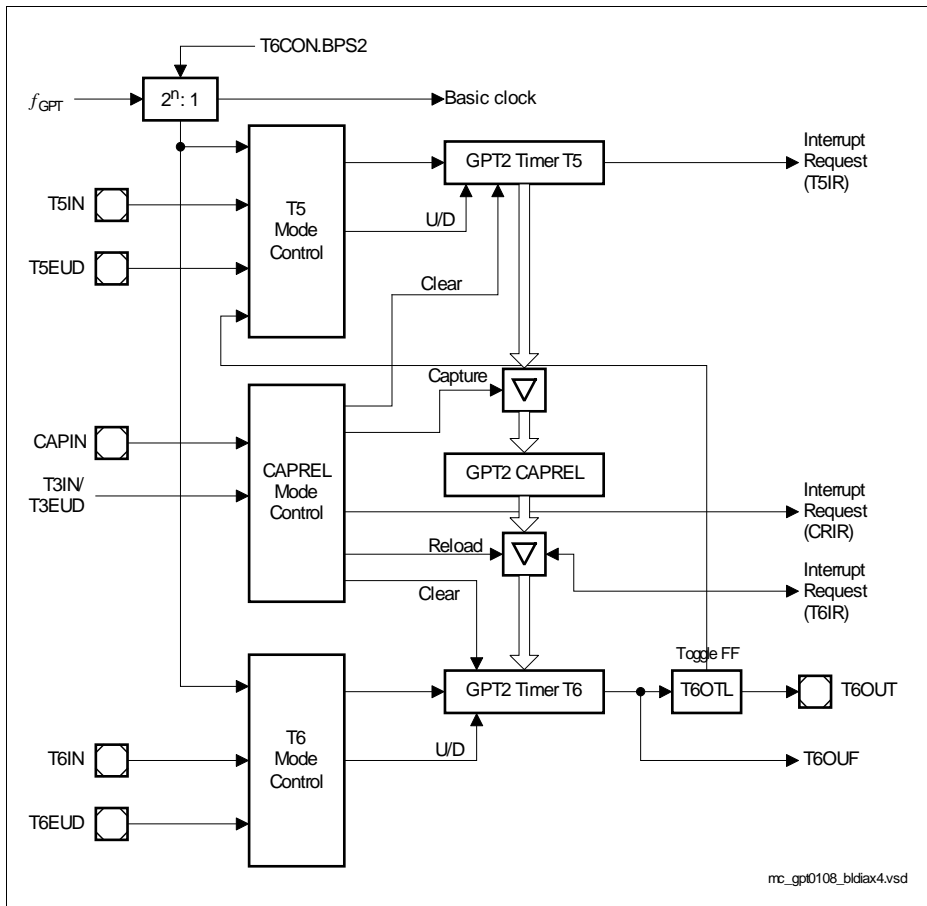 T6CON.BPS2
fGPT
2n : 1
Basic clock
T5IN
T5EUD
T5
Mode
Control
U/D
GPT2 Timer T5
Interrupt
Request
(T5IR)
Clear
Capture
CAPIN
T3IN/
T3EUD
CAPREL
Mode
Control
GPT2 CAPREL
Interrupt
Request
(CRIR)
Reload
Interrupt
Request
(T6IR)
Clear
Toggle FF
GPT2 Timer T6
T6OTL
T6OUT
T6IN
T6EUD
T6
Mode
Control
U/D
T6OUF
mc_gpt0108_bldiax4.vsd